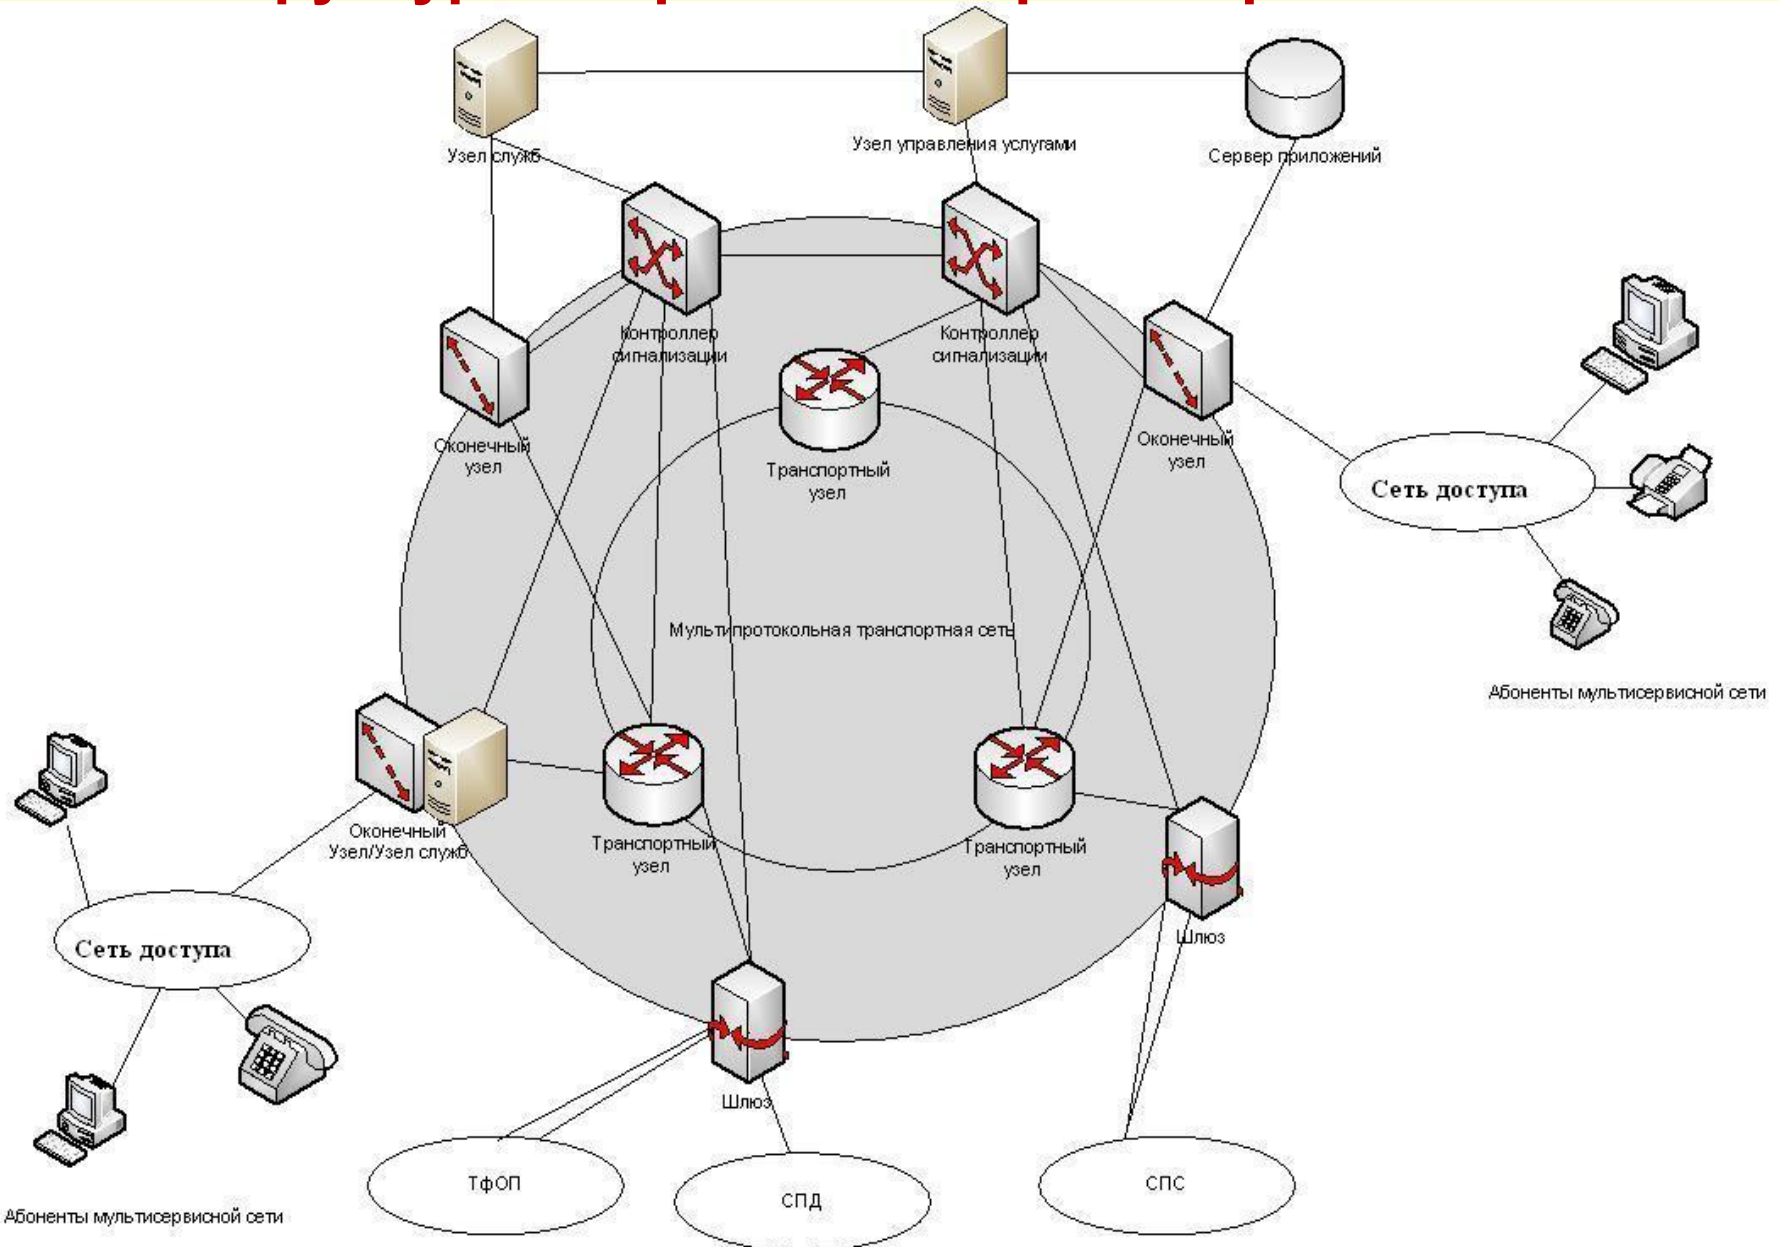 Узел служб
Узел управления услугами
Сервер приложений
Контроллер
сигнализации
Контроллер
сигнализации
Оконечный
узел
Транспортный
узел
Оконечный
узел
Сеть доступа
Мультипротокольная транспортная сеть
Абоненты мультисервисной сети
Оконечный
Узел/Узел служб
Транспортный
узел
Транспортный
узел
Сеть доступа
Шлюз
Шлюз
ТфОП
СПД
СПС
Абоненты мультисервисной сети